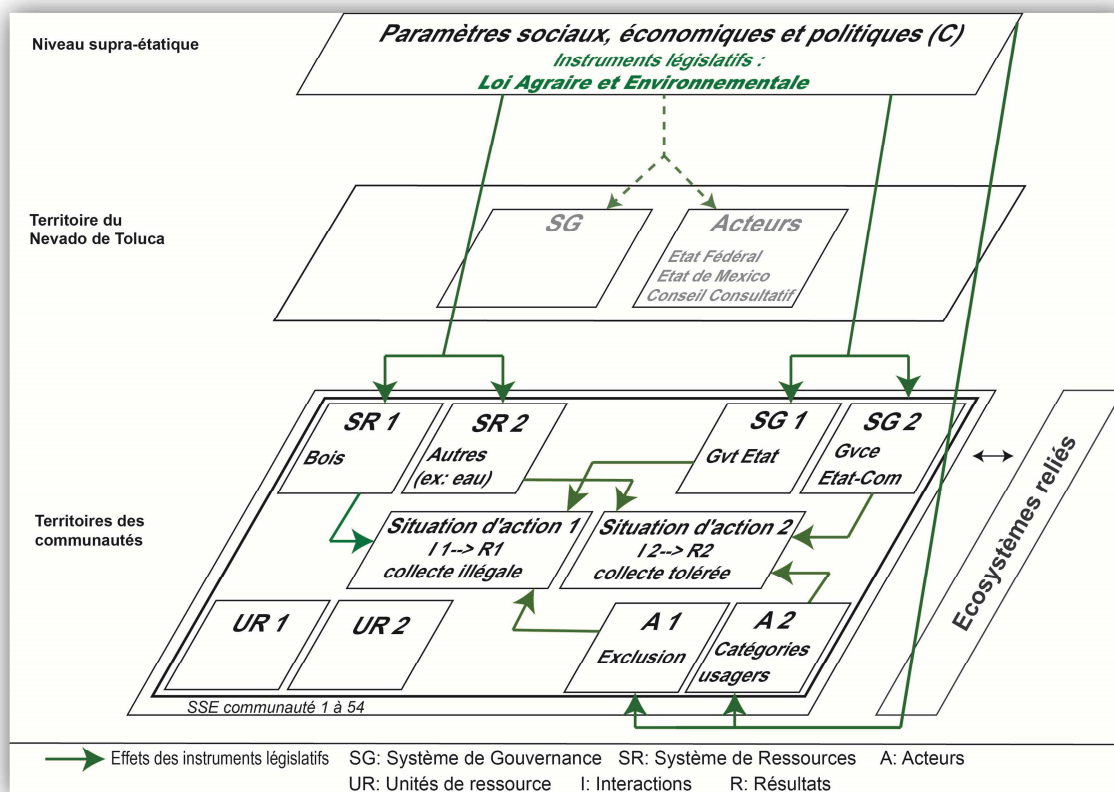 Niveau supra-étatique
Paramètres sociaux, économiques et politiques (C)
Instruments législatifs :
Loi Agraire et Environnementale
Territoire du
Nevado de Toluca
SG
Acteurs
Etat Fédéral
Etat de Mexico
Conseil Consultatif
Territoires des
communautés
SR 1
Bois
SR 2
Autres
(ex: eau)
SG 1
Gvt Etat
SG 2
Gvce
Etat-Com
Situation d'action 1
I 1--> R1
collecte illégale
Situation d'action 2
I 2--> R2
collecte tolérée
UR 1
UR 2
A 1
Exclusion
A 2
Catégories
usagers
SSE communauté 1 à 54
Ecosystèmes reliés
Effets des instruments législatifs SG: Système de Gouvernance SR: Système de Ressources A: Acteurs
UR: Unités de ressource I: Interactions R: Résultats